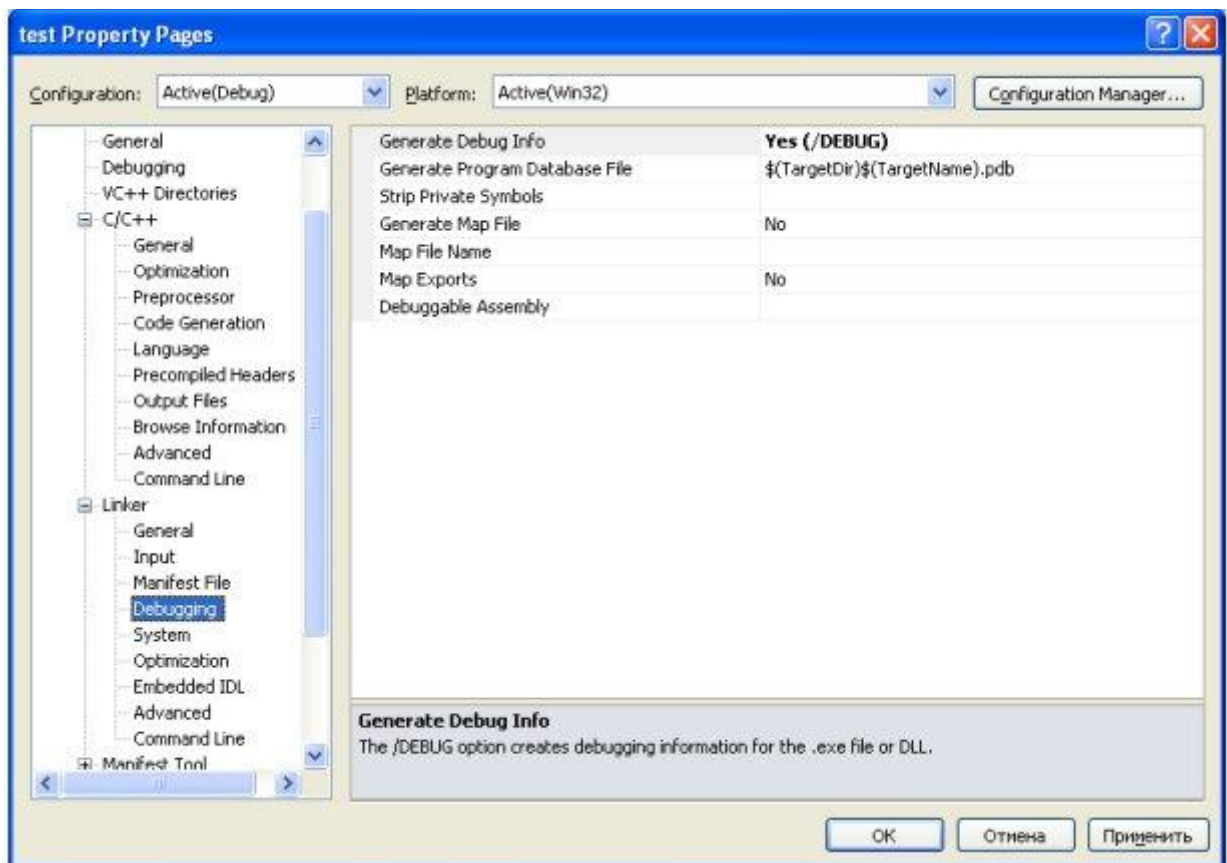 test Property Pages
Configuration: Active(Debug) Platform: Active(Win32) Configuration Manager...
General
Debugging
VC++ Directories
C/C++
General
Optimization
Preprocessor
Code Generation
Language
Precompiled Headers
Output Files
Browse Information
Advanced
Command Line
Linker
General
Input
Manifest File
Debugging
System
Optimization
Embedded IDL
Advanced
Command Line
Manifest Tool
Generate Debug Info Yes (/DEBUG)
Generate Program Database File $(TargetDir)$(TargetName).pdb
Strip Private Symbols
Generate Map File No
Map File Name
Map Exports No
Debuggable Assembly
Generate Debug Info
The /DEBUG option creates debugging information for the .exe file or DLL.
OK Отмена Применить